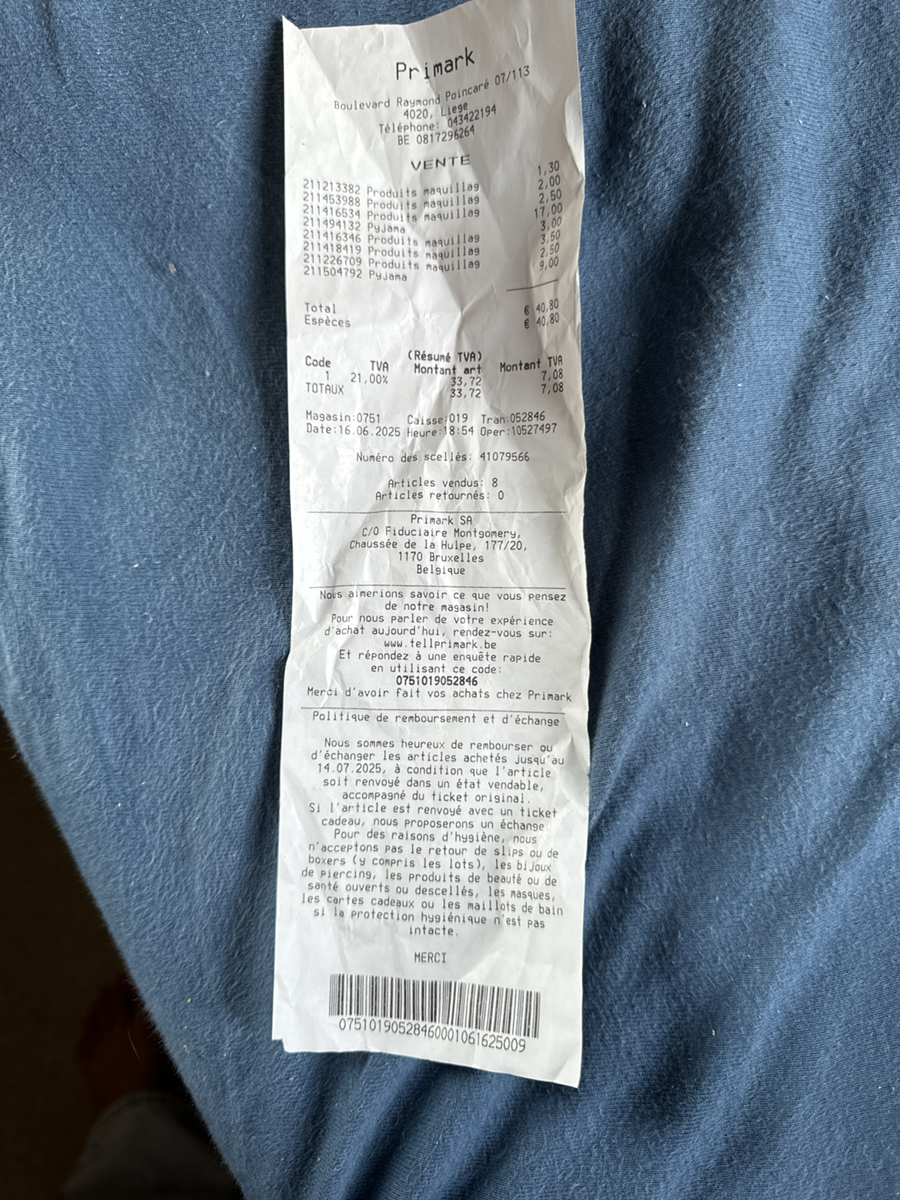 Primark
Boulevard Raymond Poincaré 07/113
4020, Liege
Téléphone: 043422194
BE 0817296264
VENTE
211213382 Produits maquillag 1,30
211453988 Produits maquillag 2,00
211416534 Produits maquillag 2,50
211494132 Pyjama 17,00
211416346 Produits maquillag 3,00
211418419 Produits maquillag 3,50
211226709 Produits maquillag 2,50
211504792 Pyjama 9,00
Total € 40,80
Espèces € 40,80
(Résumé TVA)
Code TVA Montant art Montant TVA
1 21,00% 33,72 7,08
TOTAUX 33,72 7,08
Magasin:0751 Caisse:019 Tran:052846
Date:16.06.2025 Heure:18:54 Oper:10527497
Numéro des scellés: 41079566
Articles vendus: 8
Articles retournés: 0
Primark SA
C/O Fiduciaire Montgomery,
Chaussée de la Hulpe, 177/20,
1170 Bruxelles
Belgique
Nous aimerions savoir ce que vous pensez
de notre magasin!
Pour nous parler de votre expérience
d'achat aujourd'hui, rendez-vous sur:
www.tellprimark.be
Et répondez à une enquête rapide
en utilisant ce code:
0751019052846
Merci d'avoir fait vos achats chez Primark
Politique de remboursement et d'échange
Nous sommes heureux de rembourser ou
d'échanger les articles achetés jusqu'au
14.07.2025, à condition que l'article
soit renvoyé dans un état vendable,
accompagné du ticket original.
Si l'article est renvoyé avec un ticket
cadeau, nous proposerons un échange.
Pour des raisons d'hygiène, nous
n'acceptons pas le retour de slips ou de
boxers (y compris les lots), les bijoux
de piercing, les produits de beauté ou de
santé ouverts ou descellés, les masques,
les cartes cadeaux ou les maillots de bain
si la protection hygiénique n'est pas
intacte.
MERCI
07510190528460001061625009